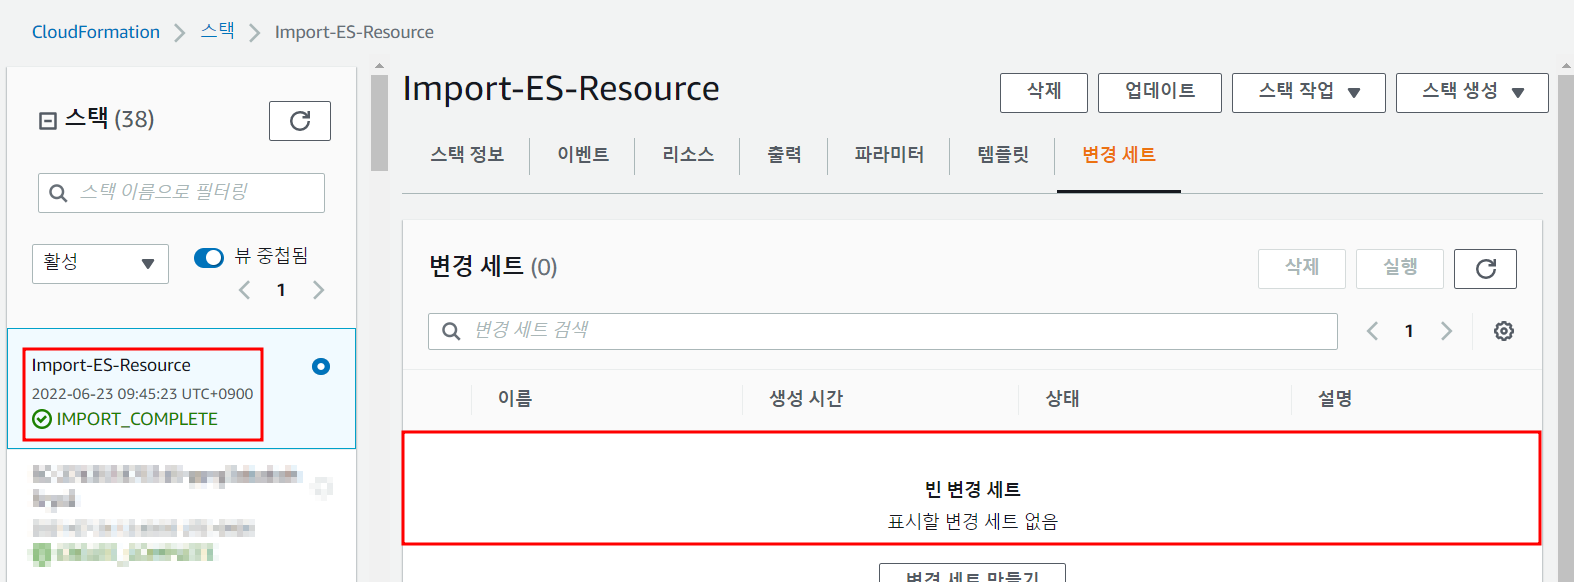 CloudFormation > 스택 > Import-ES-Resource
스택 (38)
스택 이름으로 필터링
활성
뷰 중첩됨
1
Import-ES-Resource
2022-06-23 09:45:23 UTC+0900
IMPORT_COMPLETE
Import-ES-Resource
삭제 업데이트 스택 작업 스택 생성
스택 정보 이벤트 리소스 출력 파라미터 템플릿 변경 세트
변경 세트 (0)
삭제 실행
변경 세트 검색
1
이름 생성 시간 상태 설명
빈 변경 세트
표시할 변경 세트 없음
변경 세트 만들기